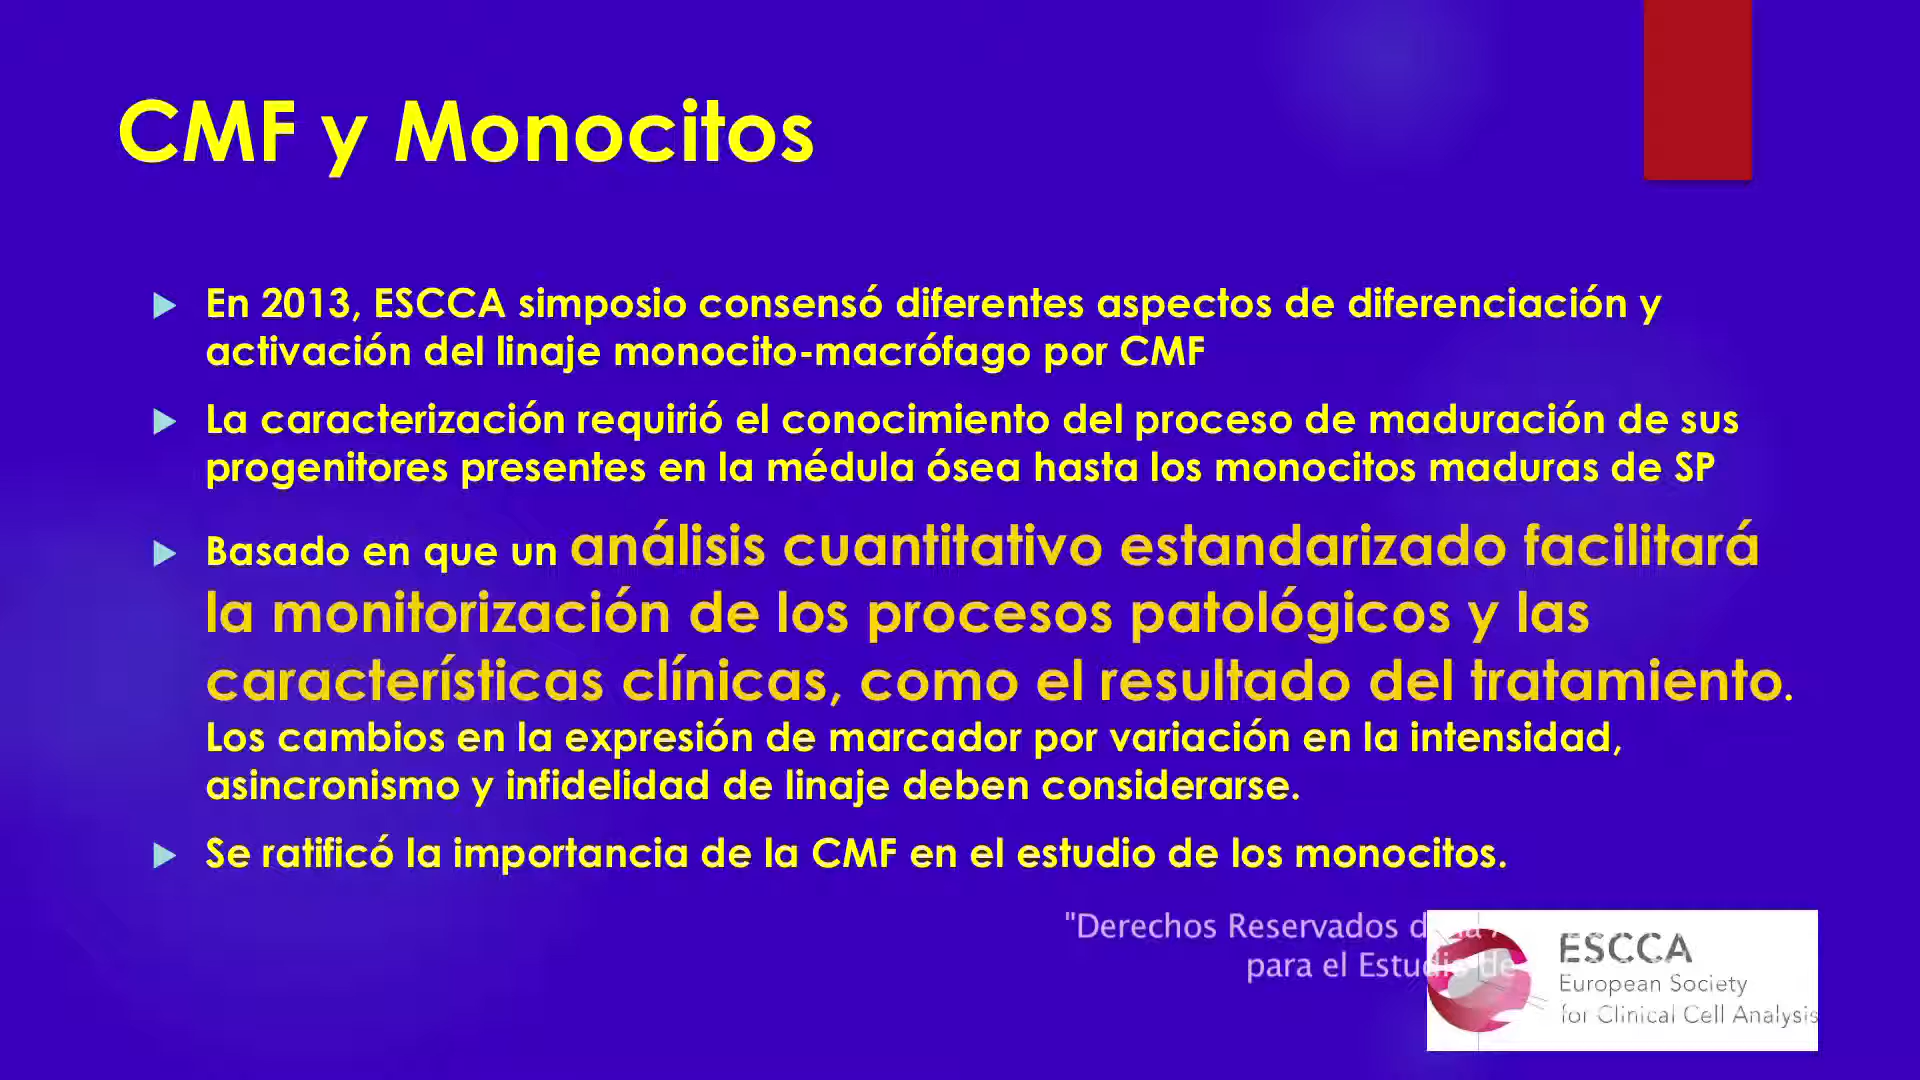 CMF y Monocitos
En 2013, ESCCA simposio consensó diferentes aspectos de diferenciación y
activación del linaje monocito-macrófago por CMF
La caracterización requirió el conocimiento del proceso de maduración de sus
progenitores presentes en la médula ósea hasta los monocitos maduras de SP
Basado en que un análisis cuantitativo estandarizado facilitará
la monitorización de los procesos patológicos y las
características clínicas, como el resultado del tratamiento.
Los cambios en la expresión de marcador por variación en la intensidad,
asincronismo y infidelidad de linaje deben considerarse.
Se ratificó la importancia de la CMF en el estudio de los monocitos.
"Derechos Reservados de la
para el Estudio de
ESCCA
European Society
for Clinical Cell Analysis